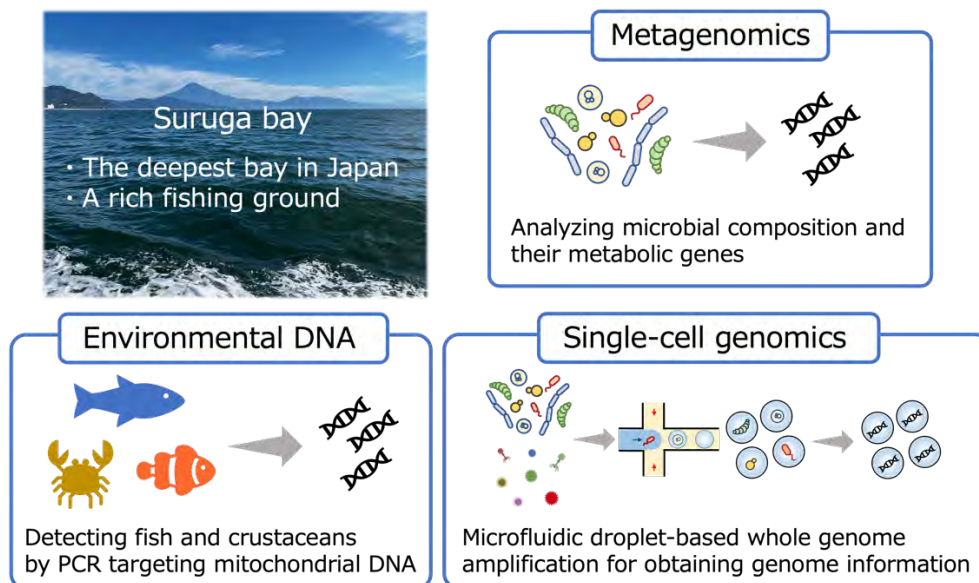 Suruga bay
・The deepest bay in Japan
・A rich fishing ground
Metagenomics
Analyzing microbial composition and
their metabolic genes
Environmental DNA
Detecting fish and crustaceans
by PCR targeting mitochondrial DNA
Single-cell genomics
Microfluidic droplet-based whole genome
amplification for obtaining genome information